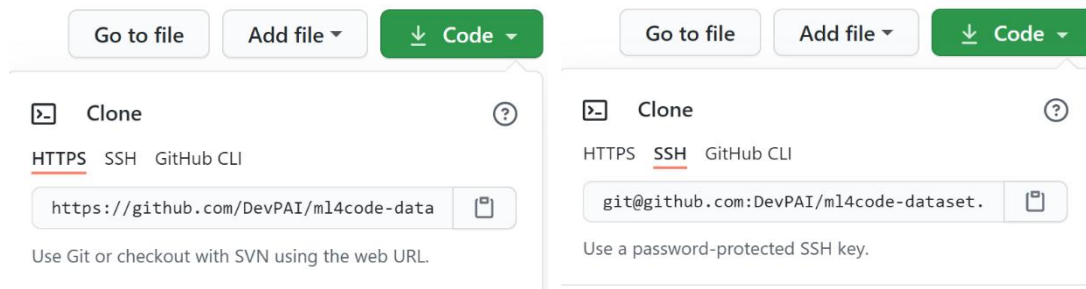 Go to file Add file Code
Clone
HTTPS SSH GitHub CLI
https://github.com/DevPAI/ml4code-data
Use Git or checkout with SVN using the web URL.
Go to file Add file Code
Clone
HTTPS SSH GitHub CLI
git@github.com:DevPAI/ml4code-dataset.
Use a password-protected SSH key.